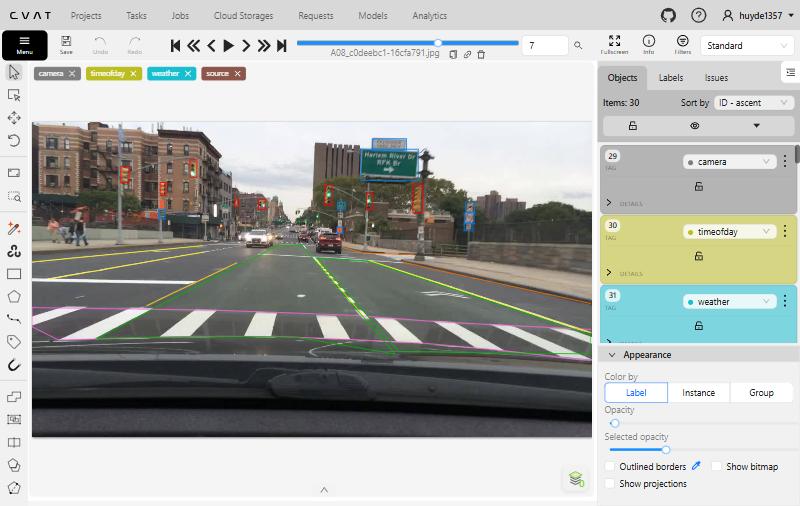 CVAT
Projects
Tasks
Jobs
Cloud Storages
Requests
Models
Analytics
huyde1357
Menu
Save
Undo
Redo
A08_c0deebc1-16cfa791.jpg
7
Fullscreen
Info
Filters
Standard
camera
timeofday
weather
source
Harlem River Dr
RFK Br
Objects
Labels
Issues
Items: 30
Sort by
ID - ascent
29
TAG
camera
DETAILS
30
TAG
timeofday
DETAILS
31
TAG
weather
Appearance
Color by
Label
Instance
Group
Opacity
Selected opacity
Outlined borders
Show bitmap
Show projections